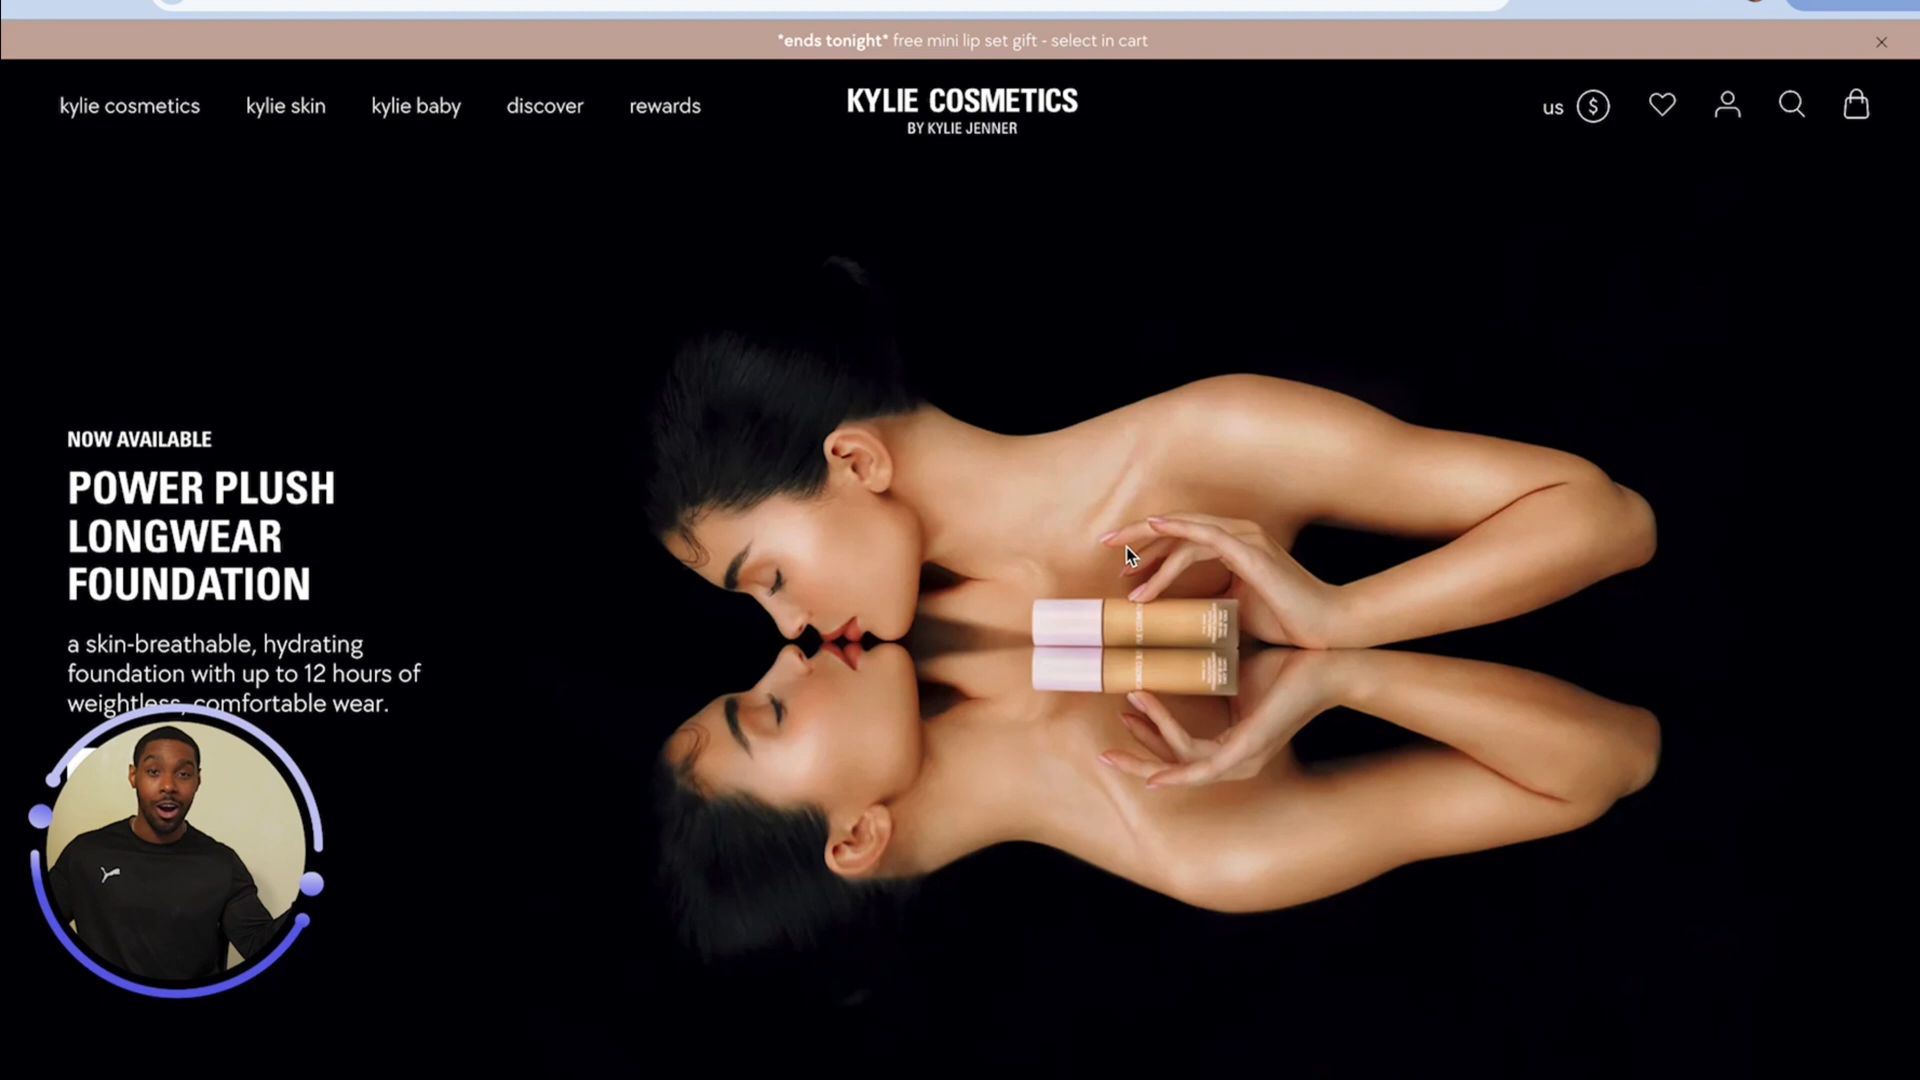 *ends tonight* free mini lip set gift - select in cart
kylie cosmetics kylie skin kylie baby discover rewards
KYLIE COSMETICS
BY KYLIE JENNER
us $
NOW AVAILABLE
POWER PLUSH
LONGWEAR
FOUNDATION
a skin-breathable, hydrating
foundation with up to 12 hours of
weightless, comfortable wear.